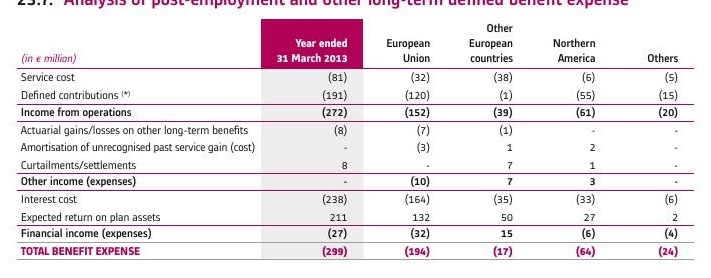 23.7. Analysis of post-employment and other long-term defined benefit expense
(in € million) Year ended 31 March 2013 European Union Other European countries Northern America Others
Service cost (81) (32) (38) (6) (5)
Defined contributions (*) (191) (120) (1) (55) (15)
Income from operations (272) (152) (39) (61) (20)
Actuarial gains/losses on other long-term benefits (8) (7) (1) - -
Amortisation of unrecognised past service gain (cost) - (3) 1 2 -
Curtailments/settlements 8 - 7 1 -
Other income (expenses) - (10) 7 3 -
Interest cost (238) (164) (35) (33) (6)
Expected return on plan assets 211 132 50 27 2
Financial income (expenses) (27) (32) 15 (6) (4)
TOTAL BENEFIT EXPENSE (299) (194) (17) (64) (24)